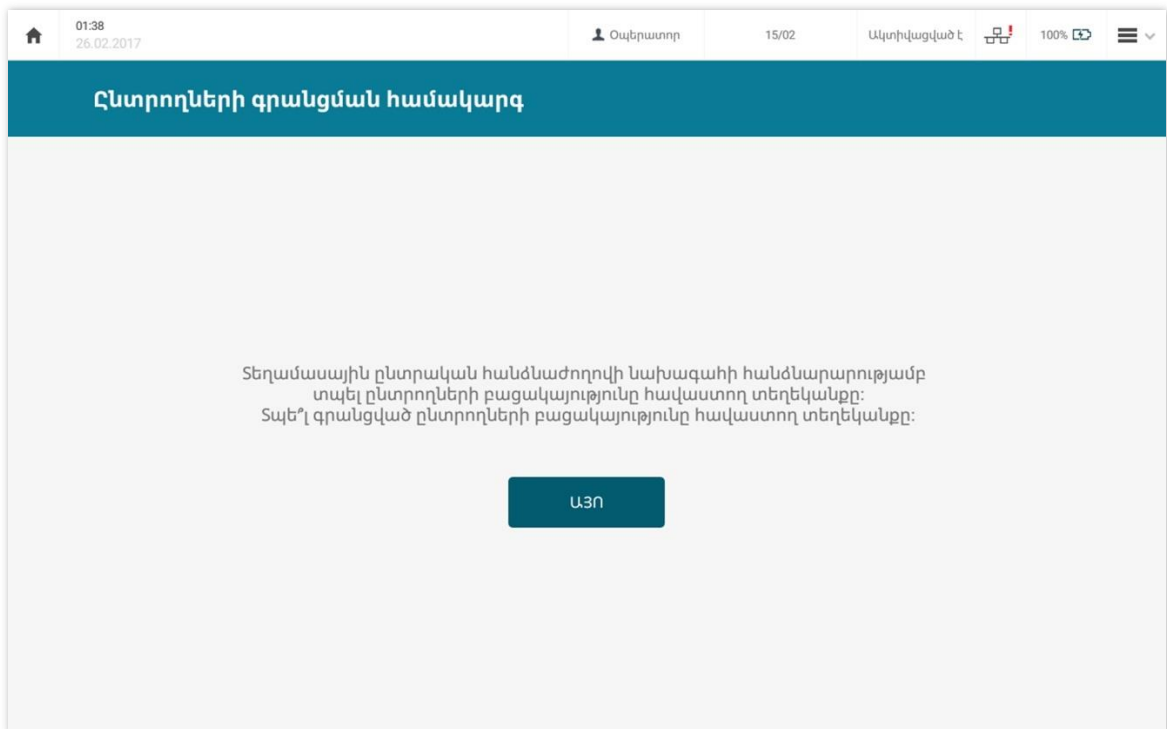 01:38
26.02.2017
Օպերատոր
15/02
Ակտիվացված է
100%
Ընտրողների գրանցման համակարգ
Տեղամասային ընտրական հանձնաժողովի նախագահի հանձնարարությամբ
տպել ընտրողների բացակայությունը հավաստող տեղեկանքը:
Տպե՞լ գրանցված ընտրողների բացակայությունը հավաստող տեղեկանքը:
ԱՅՈ